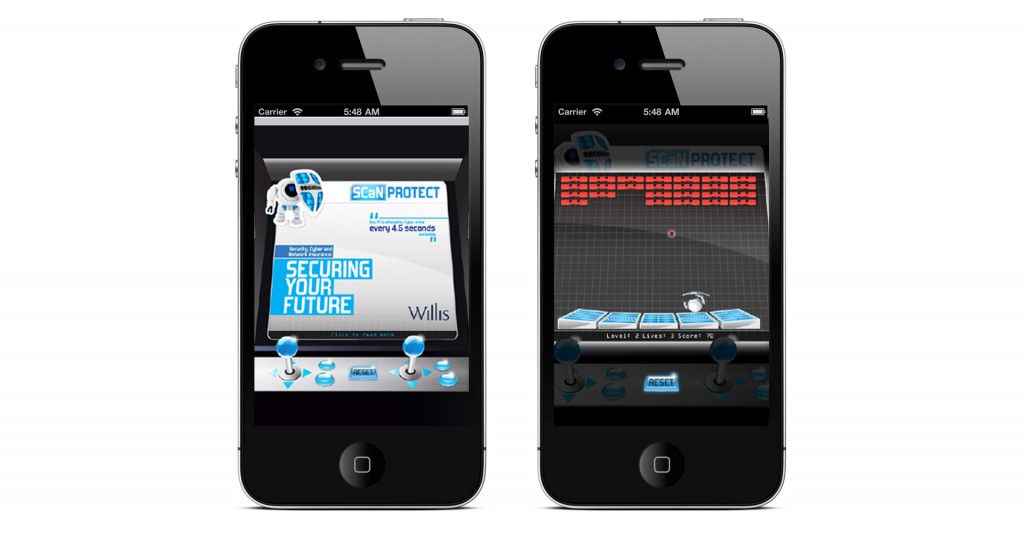 Carrier 5:48 AM
SCaN PROTECT
every 4.5 seconds
Security, Cyber and
Network Insurance
SECURING
YOUR
FUTURE
Willis
Click to read more
RESET
Carrier 5:48 AM
SCaN PROTECT
Level: 2 Lives: 3 Score: 70
RESET